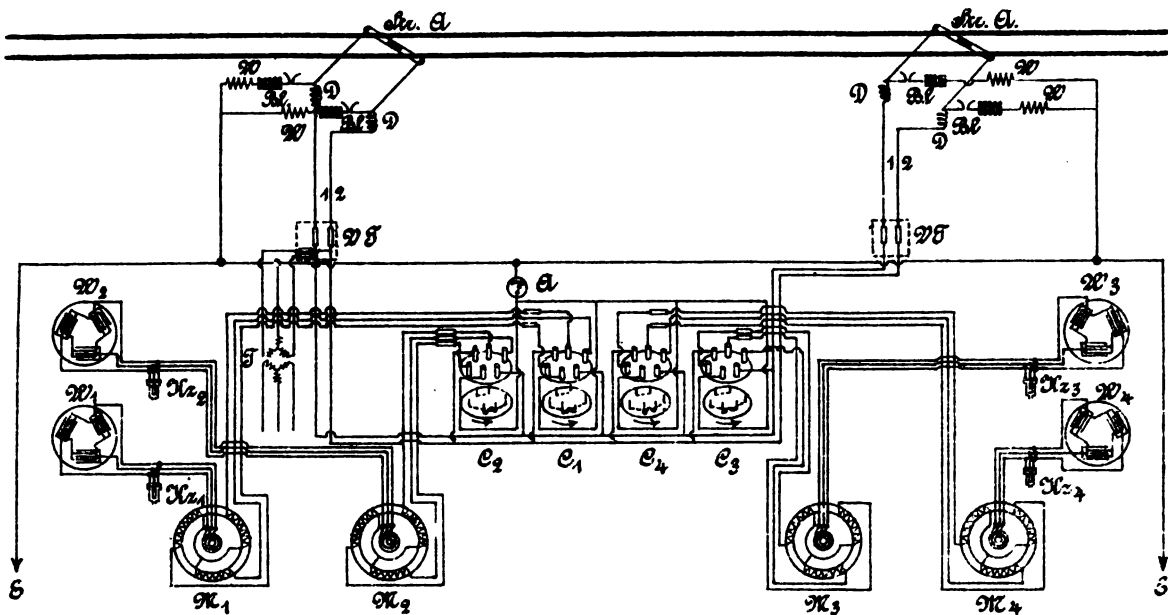 Str. A. Str. A.
W W
Bl. D D Bl.
W Bl. D Bl. W
D
1 2 1 2
VS VS
W2 A W3
T
Kz2 Kz3
W1 W4
C2 C1 C4 C3
Kz1 Kz4
S M1 M2 M3 M4 S